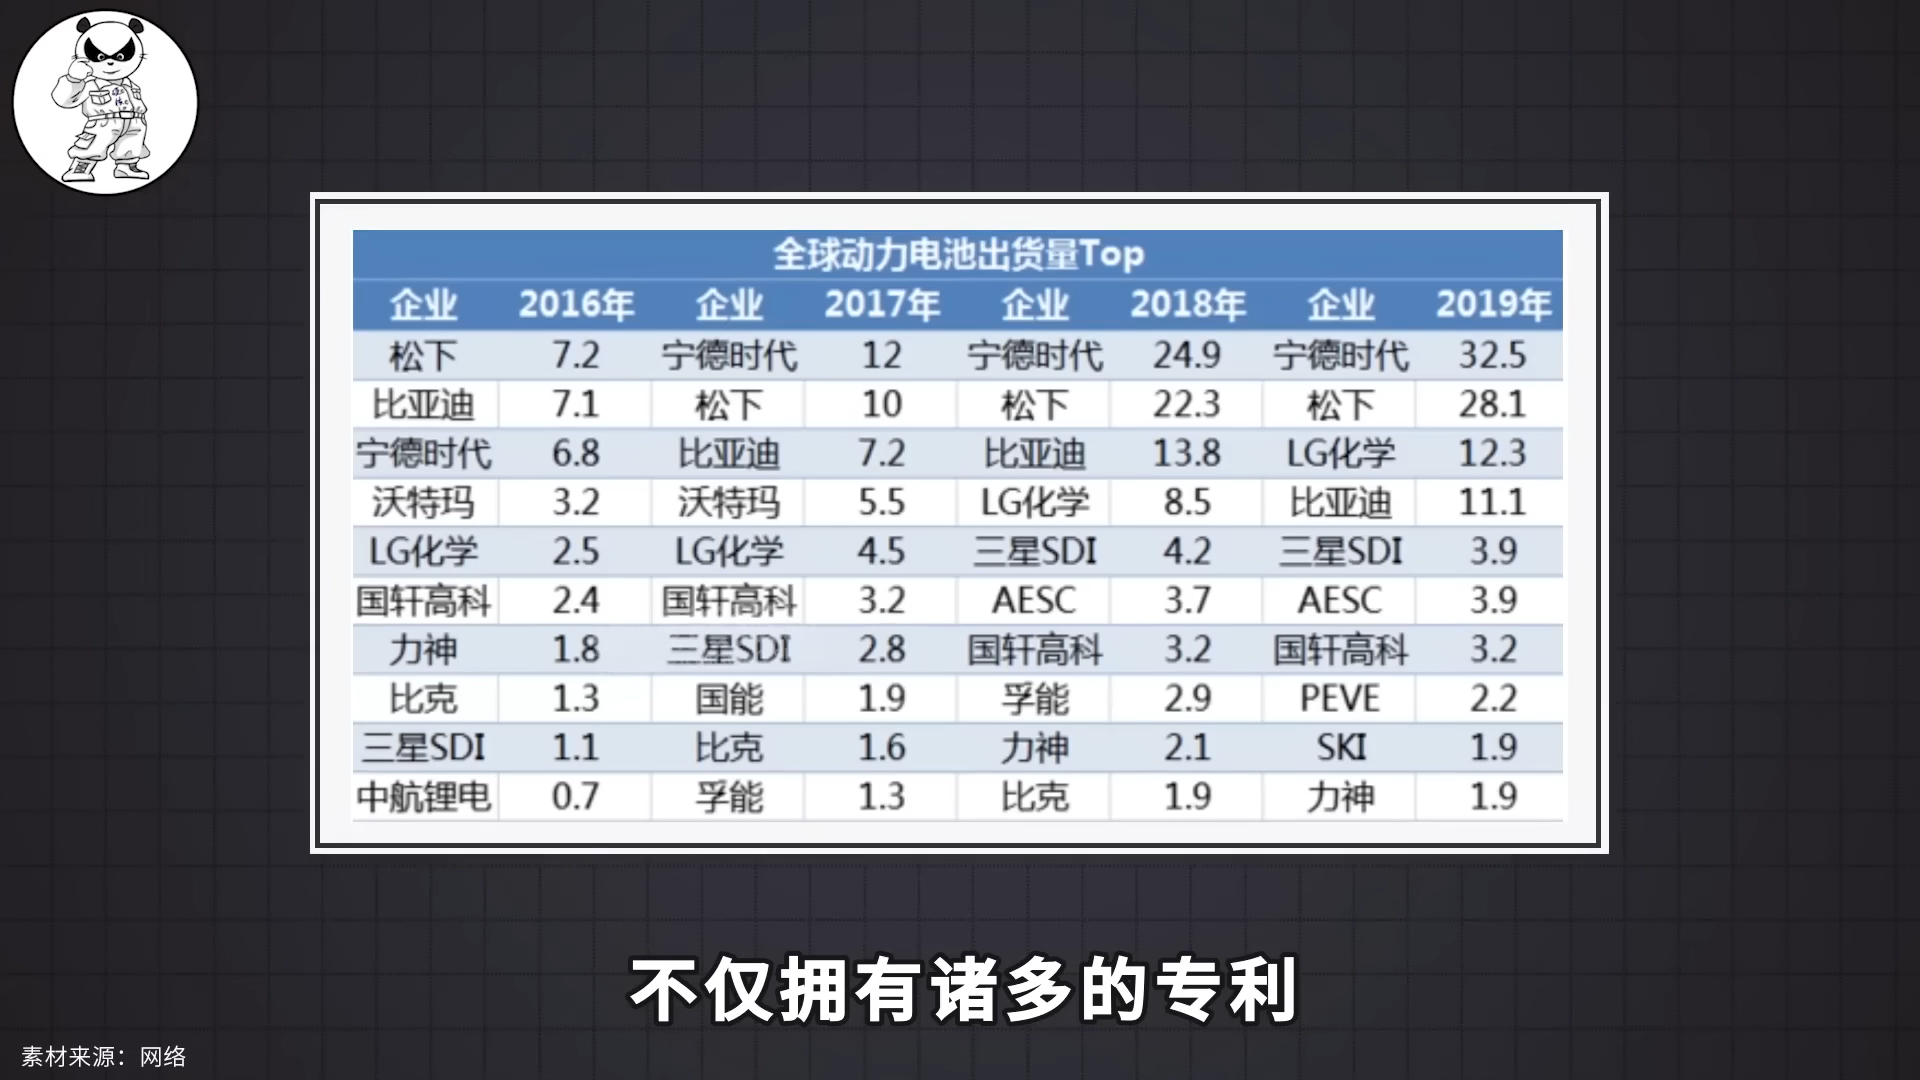 全球动力电池出货量Top
企业 2016年 企业 2017年 企业 2018年 企业 2019年
松下 7.2 宁德时代 12 宁德时代 24.9 宁德时代 32.5
比亚迪 7.1 松下 10 松下 22.3 松下 28.1
宁德时代 6.8 比亚迪 7.2 比亚迪 13.8 LG化学 12.3
沃特玛 3.2 沃特玛 5.5 LG化学 8.5 比亚迪 11.1
LG化学 2.5 LG化学 4.5 三星SDI 4.2 三星SDI 3.9
国轩高科 2.4 国轩高科 3.2 AESC 3.7 AESC 3.9
力神 1.8 三星SDI 2.8 国轩高科 3.2 国轩高科 3.2
比克 1.3 国能 1.9 孚能 2.9 PEVE 2.2
三星SDI 1.1 比克 1.6 力神 2.1 SKI 1.9
中航锂电 0.7 孚能 1.3 比克 1.9 力神 1.9
不仅拥有诸多的专利
素材来源：网络